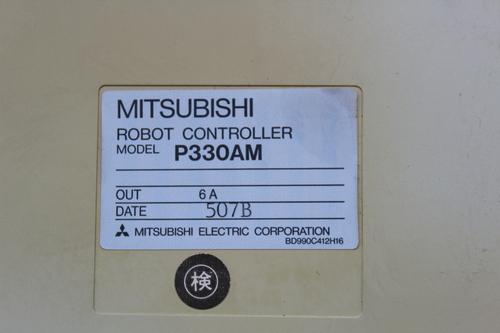 MITSUBISHI
ROBOT CONTROLLER
MODEL P330AM
OUT 6 A
DATE 507B
MITSUBISHI ELECTRIC CORPORATION
BD990C412H16
検